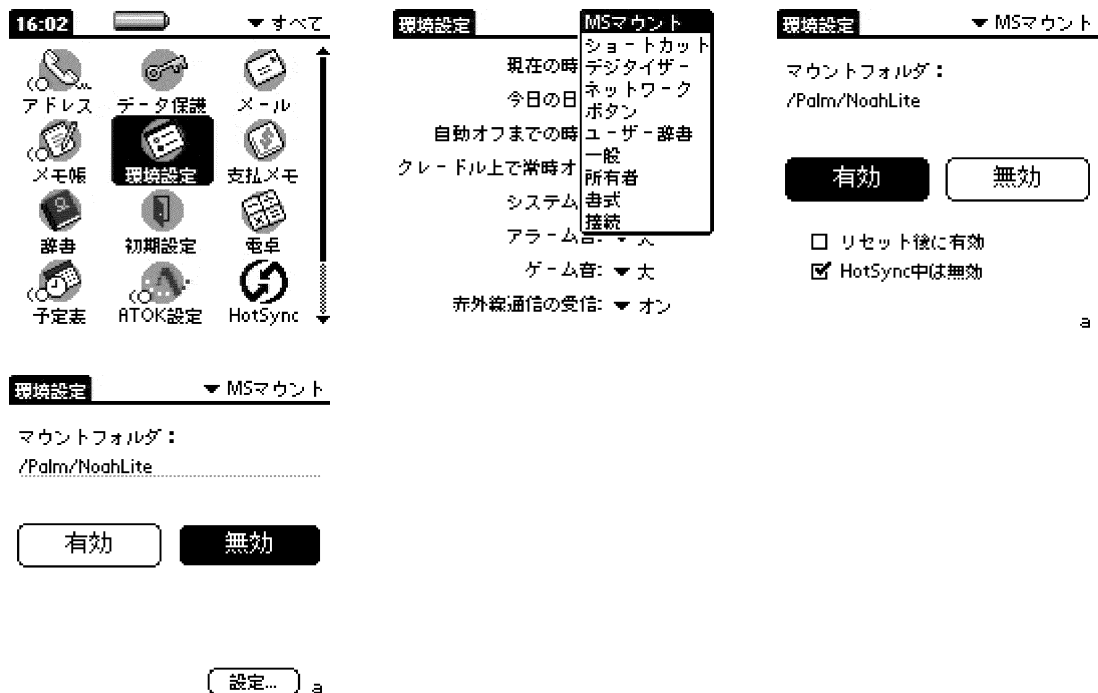 16:02 ▼すべて
アドレス データ保護 メール
メモ帳 環境設定 支払メモ
辞書 初期設定 電卓
予定表 ATOK設定 HotSync
環境設定 MSマウント
ショートカット
現在の時 デジタイザー
今日の日 ネットワーク
ボタン
自動オフまでの時 ユーザー辞書
一般
クレードル上で常時オ 所有者
システム 書式
接続
アラーム音: ▼大
ゲーム音: ▼大
赤外線通信の受信: ▼オン
環境設定 ▼MSマウント
マウントフォルダ：
/Palm/NoahLite
有効 無効
リセット後に有効
HotSync中は無効
a
環境設定 ▼MSマウント
マウントフォルダ：
/Palm/NoahLite
有効 無効
設定... a